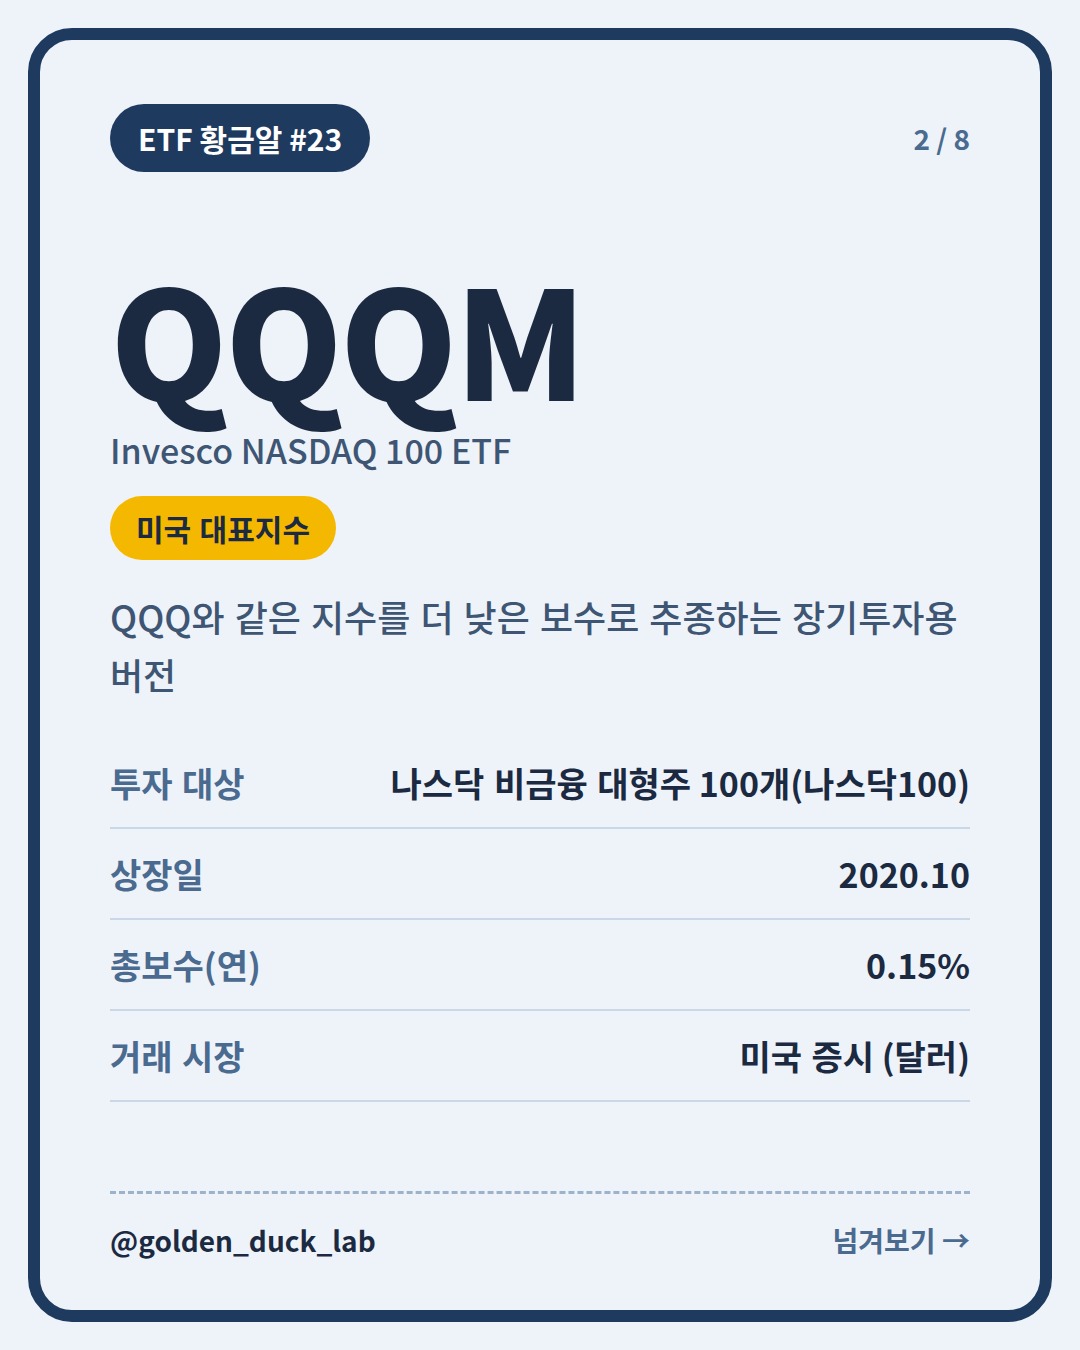 ETF 황금알 #23
2 / 8
QQQM
Invesco NASDAQ 100 ETF
미국 대표지수
QQQ와 같은 지수를 더 낮은 보수로 추종하는 장기투자용
버전
투자 대상 나스닥 비금융 대형주 100개(나스닥100)
상장일 2020.10
총보수(연) 0.15%
거래 시장 미국 증시 (달러)
@golden_duck_lab
넘겨보기 →